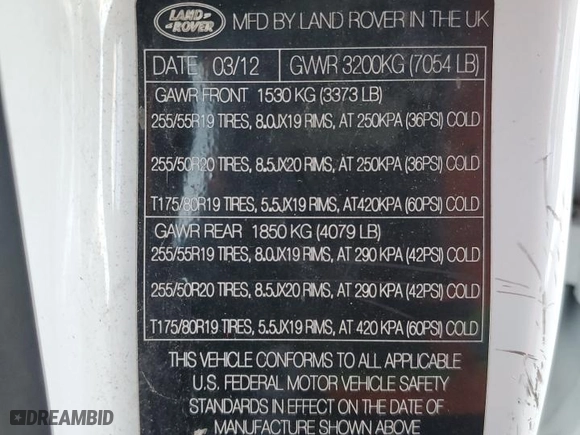 LAND ROVER
MFD BY LAND ROVER IN THE UK
DATE 03/12 GVWR 3200KG (7054 LB)
GAWR FRONT 1530 KG (3373 LB)
255/55R19 TIRES, 8.0JX19 RIMS, AT 250KPA (36PSI) COLD
255/50R20 TIRES, 8.5JX20 RIMS, AT 250KPA (36PSI) COLD
T175/80R19 TIRES, 5.5JX19 RIMS, AT420KPA (60PSI) COLD
GAWR REAR 1850 KG (4079 LB)
255/55R19 TIRES, 8.0JX19 RIMS, AT 290 KPA (42PSI) COLD
255/50R20 TIRES, 8.5JX20 RIMS, AT 290 KPA (42PSI) COLD
T175/80R19 TIRES, 5.5JX19 RIMS, AT 420 KPA (60PSI) COLD
THIS VEHICLE CONFORMS TO ALL APPLICABLE
U.S. FEDERAL MOTOR VEHICLE SAFETY
STANDARDS IN EFFECT ON THE DATE OF
MANUFACTURE SHOWN ABOVE
DREAMBID